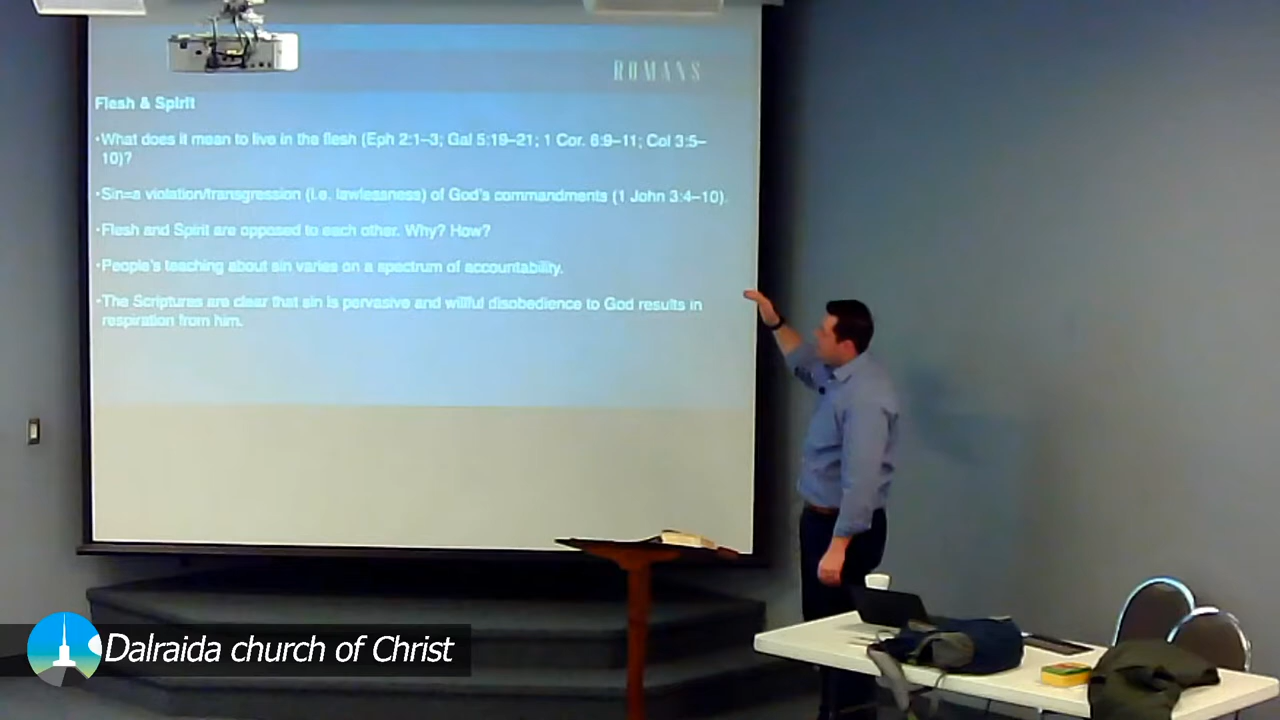 ROMANS
Flesh & Spirit
•What does it mean to live in the flesh (Eph 2:1–3; Gal 5:19–21; 1 Cor. 6:9–11; Col 3:5–
10)?
•Sin=a violation/transgression (i.e. lawlessness) of God's commandments (1 John 3:4–10).
•Flesh and Spirit are opposed to each other. Why? How?
•People's teaching about sin varies on a spectrum of accountability.
•The Scriptures are clear that sin is pervasive and willful disobedience to God results in
respiration from him.
Dalraida church of Christ